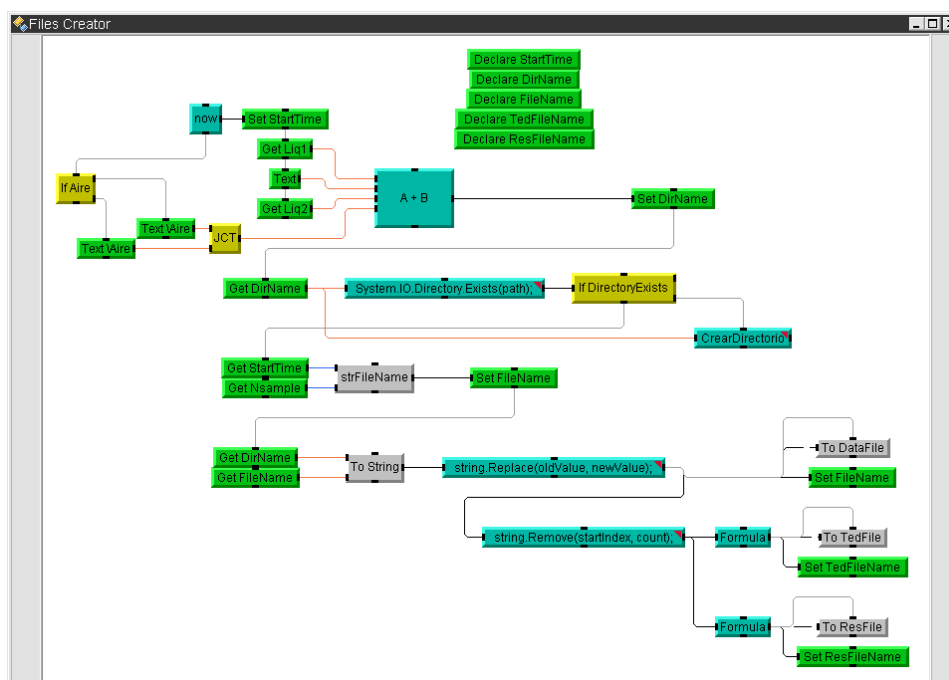 Files Creator
Declare StartTime
Declare DirName
Declare FileName
Declare TedFileName
Declare ResFileName
now
Set StartTime
Get Liq1
Text
Get Liq2
If Aire
Text \Aire
Text \Aire
JCT
A + B
Set DirName
Get DirName
System.IO.Directory.Exists(path);
If DirectoryExists
CrearDirectorio
Get StartTime
Get Nsample
strFileName
Set FileName
Get DirName
Get FileName
To String
string.Replace(oldValue, newValue);
To DataFile
Set FileName
string.Remove(startIndex, count);
Formula
To TedFile
Set TedFileName
Formula
To ResFile
Set ResFileName